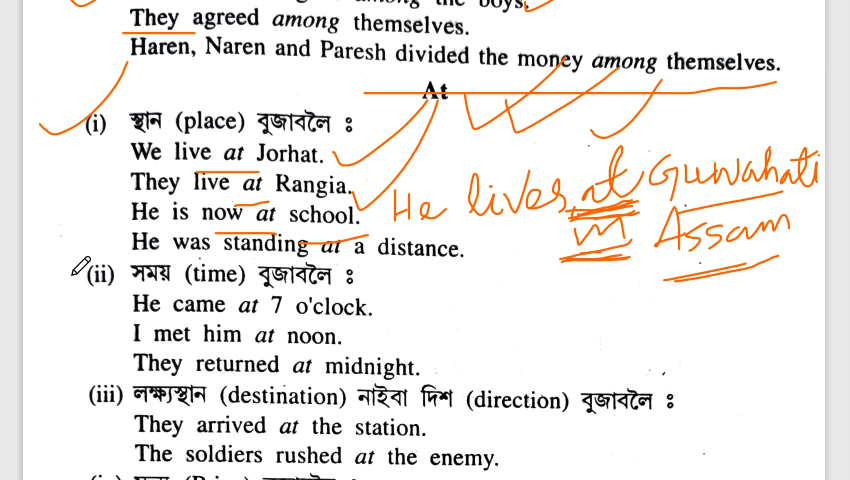 the boys.
They agreed among themselves.
Haren, Naren and Paresh divided the money among themselves.
At
(i) স্থান (place) বুজাবলৈ ঃ
We live at Jorhat.
They live at Rangia.
He is now at school.
He was standing at a distance.
He lives at Guwahati
in Assam
(ii) সময় (time) বুজাবলৈ ঃ
He came at 7 o'clock.
I met him at noon.
They returned at midnight.
(iii) লক্ষ্যস্থান (destination) নাইবা দিশ (direction) বুজাবলৈ ঃ
They arrived at the station.
The soldiers rushed at the enemy.